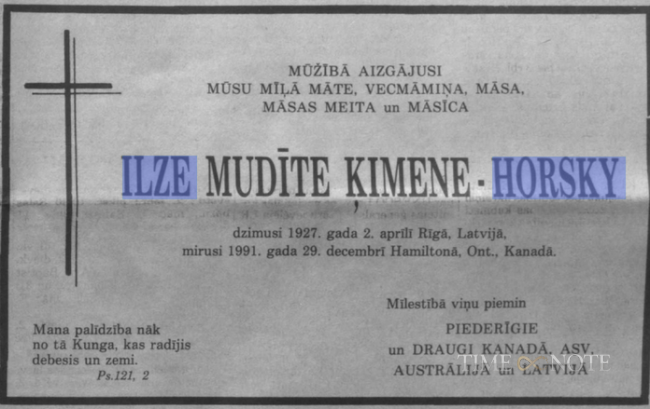 MŪŽĪBĀ AIZGĀJUSI
MŪSU MĪĻĀ MĀTE, VECMĀMIŅA, MĀSA,
MĀSAS MEITA un MĀSĪCA
ILZE MUDĪTE ĶIMENE - HORSKY
dzimusi 1927. gada 2. aprīlī Rīgā, Latvijā,
mirusi 1991. gada 29. decembrī Hamiltonā, Ont., Kanadā.
Mana palīdzība nāk
no tā Kunga, kas radījis
debesis un zemi.
Ps.121, 2
Mīlestībā viņu piemin
PIEDERĪGIE
un DRAUGI KANADĀ, ASV,
AUSTRĀLIJĀ un LATVIJĀ
TIME NOTE